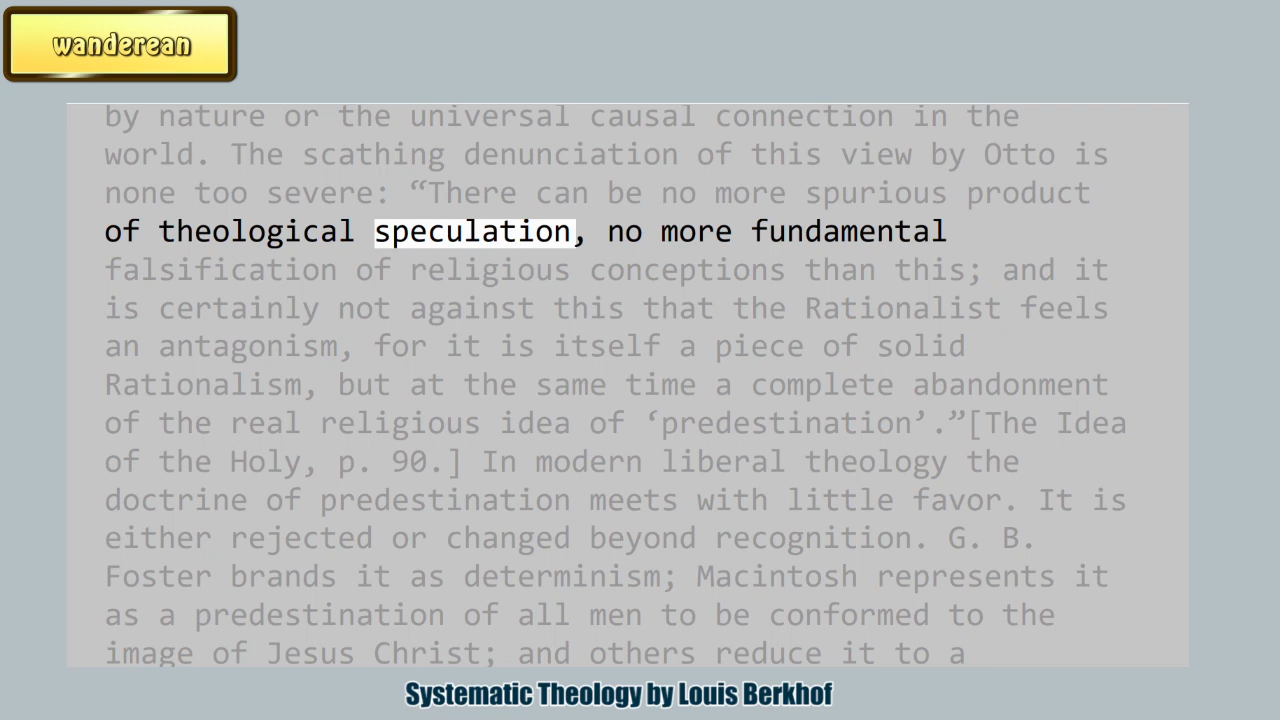 wanderean
by nature or the universal causal connection in the
world. The scathing denunciation of this view by Otto is
none too severe: “There can be no more spurious product
of theological speculation, no more fundamental
falsification of religious conceptions than this; and it
is certainly not against this that the Rationalist feels
an antagonism, for it is itself a piece of solid
Rationalism, but at the same time a complete abandonment
of the real religious idea of ‘predestination’.”[The Idea
of the Holy, p. 90.] In modern liberal theology the
doctrine of predestination meets with little favor. It is
either rejected or changed beyond recognition. G. B.
Foster brands it as determinism; Macintosh represents it
as a predestination of all men to be conformed to the
image of Jesus Christ; and others reduce it to a
Systematic Theology by Louis Berkhof